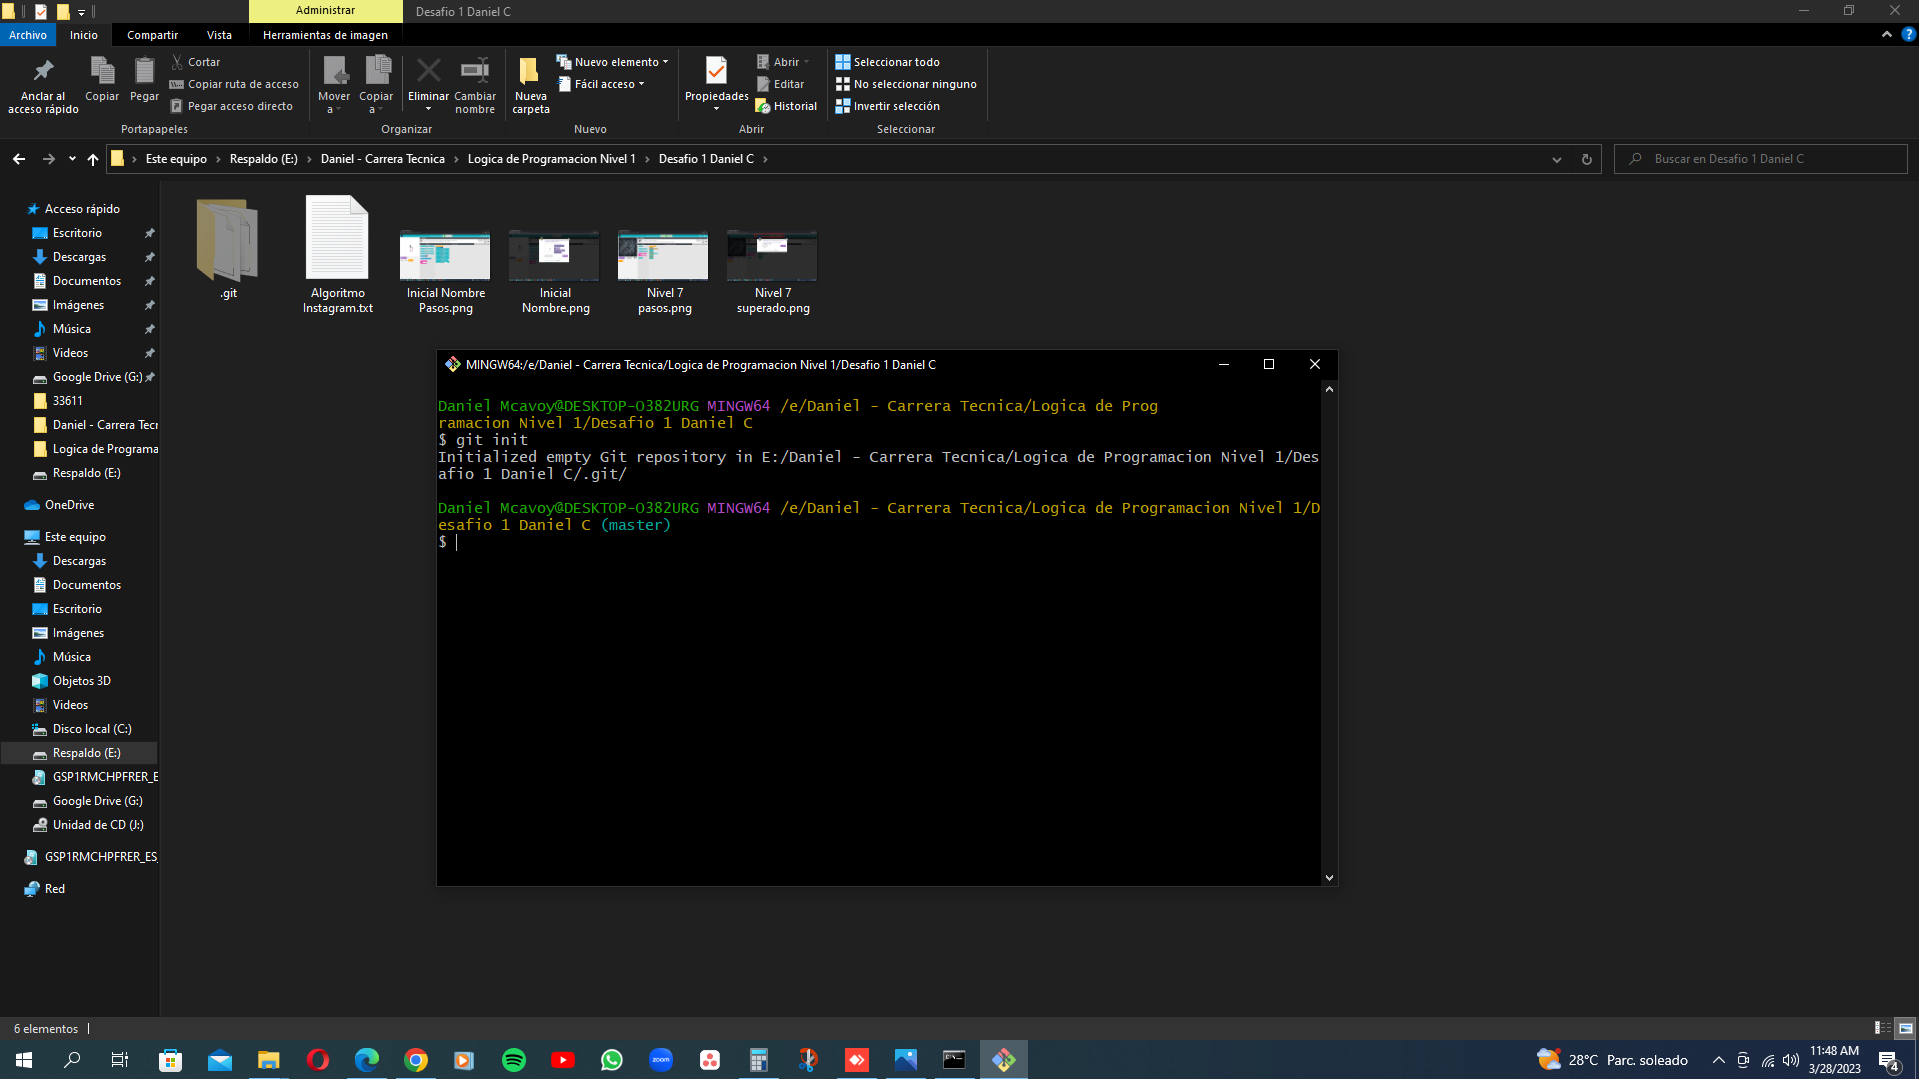 Administrar
Desafio 1 Daniel C
Archivo
Inicio
Compartir
Vista
Herramientas de imagen
Anclar al
acceso rápido
Copiar
Pegar
Cortar
Copiar ruta de acceso
Pegar acceso directo
Portapapeles
Mover
a
Copiar
a
Eliminar
Cambiar
nombre
Organizar
Nueva
carpeta
Nuevo elemento
Fácil acceso
Nuevo
Propiedades
Abrir
Editar
Historial
Abrir
Seleccionar todo
No seleccionar ninguno
Invertir selección
Seleccionar
Este equipo
Respaldo (E:)
Daniel - Carrera Tecnica
Logica de Programacion Nivel 1
Desafio 1 Daniel C
Buscar en Desafio 1 Daniel C
Acceso rápido
Escritorio
Descargas
Documentos
Imágenes
Música
Videos
Google Drive (G:)
33611
Daniel - Carrera Tecr
Logica de Programa
Respaldo (E:)
OneDrive
Este equipo
Descargas
Documentos
Escritorio
Imágenes
Música
Objetos 3D
Videos
Disco local (C:)
Respaldo (E:)
GSP1RMCHPFRER_E
Google Drive (G:)
Unidad de CD (J:)
GSP1RMCHPFRER_ES_
Red
.git
Algoritmo
Instagram.txt
Inicial Nombre
Pasos.png
Inicial
Nombre.png
Nivel 7
pasos.png
Nivel 7
superado.png
MINGW64:/e/Daniel - Carrera Tecnica/Logica de Programacion Nivel 1/Desafio 1 Daniel C
Daniel Mcavoy@DESKTOP-O382URG MINGW64 /e/Daniel - Carrera Tecnica/Logica de Prog
ramacion Nivel 1/Desafio 1 Daniel C
$ git init
Initialized empty Git repository in E:/Daniel - Carrera Tecnica/Logica de Programacion Nivel 1/Des
afio 1 Daniel C/.git/
Daniel Mcavoy@DESKTOP-O382URG MINGW64 /e/Daniel - Carrera Tecnica/Logica de Programacion Nivel 1/D
esafio 1 Daniel C (master)
$
6 elementos
zoom
28°C Parc. soleado
11:48 AM
3/28/2023
4